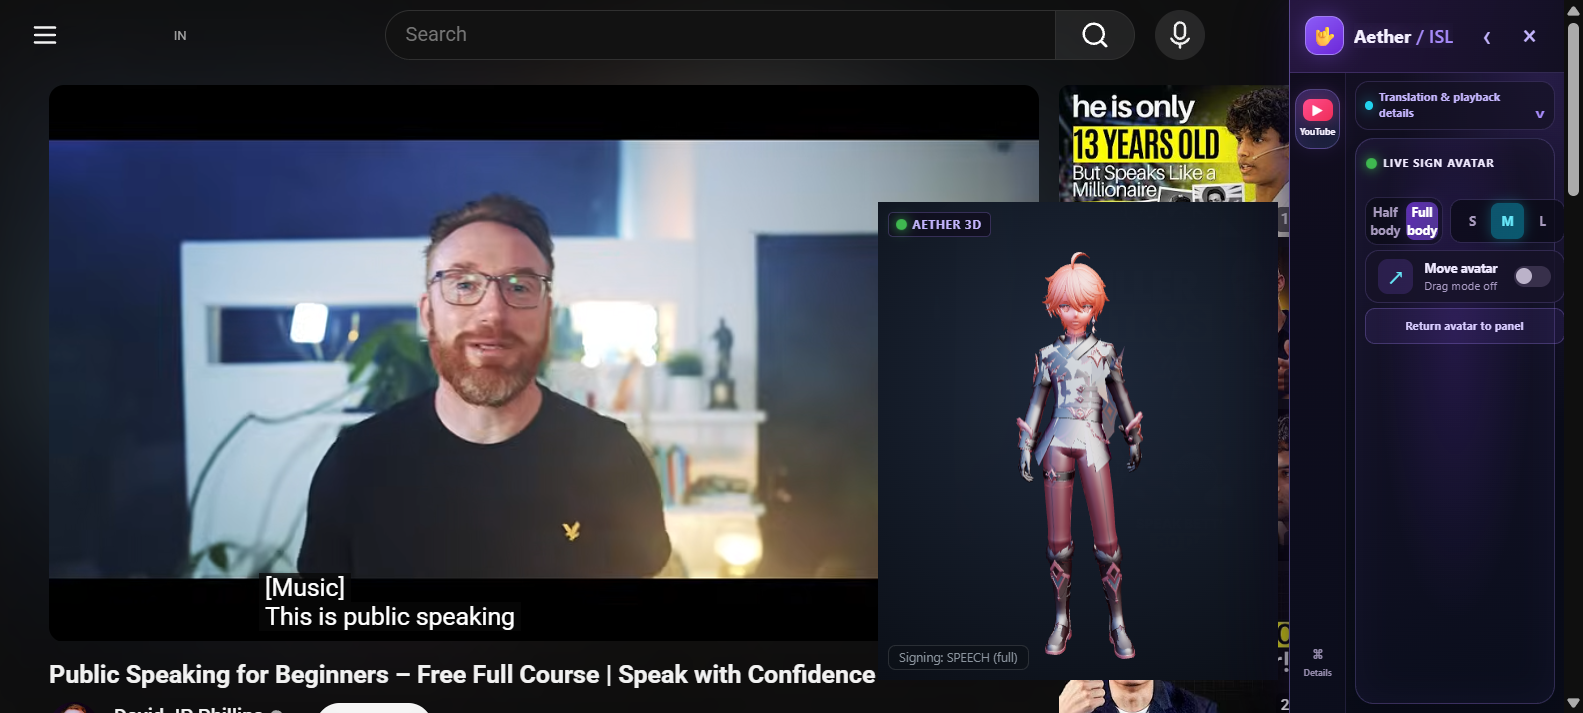 IN
Search
Aether / ISL
YouTube
Translation & playback
details
LIVE SIGN AVATAR
Half
body
Full
body
S
M
L
Move avatar
Drag mode off
Return avatar to panel
Details
he is only
13 YEARS OLD
But Speaks Like a
Millionaire
AETHER 3D
Signing: SPEECH (full)
[Music]
This is public speaking
Public Speaking for Beginners – Free Full Course | Speak with Confidence